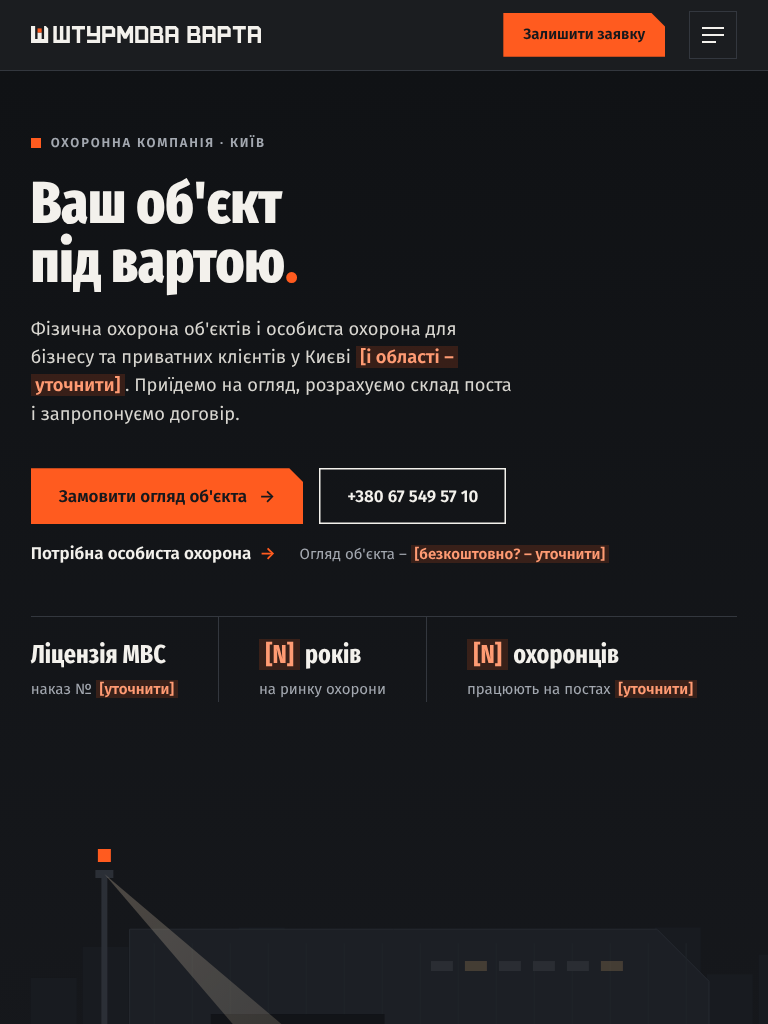 ШТУРМОВА ВАРТА
Залишити заявку
ОХОРОННА КОМПАНІЯ · КИЇВ
Ваш об'єкт
під вартою.
Фізична охорона об'єктів і особиста охорона для
бізнесу та приватних клієнтів у Києві [і області –
уточнити]. Приїдемо на огляд, розрахуємо склад поста
і запропонуємо договір.
Замовити огляд об'єкта →
+380 67 549 57 10
Потрібна особиста охорона →
Огляд об'єкта – [безкоштовно? – уточнити]
Ліцензія МВС
наказ № [уточнити]
[N] років
на ринку охорони
[N] охоронців
працюють на постах [уточнити]